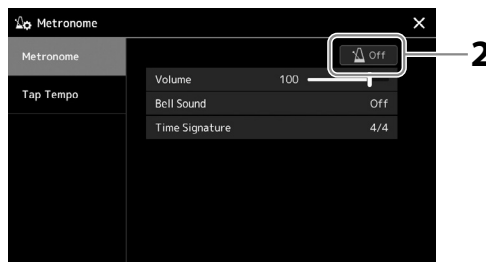 Metronome
Metronome
Off
2
Volume 100
Tap Tempo
Bell Sound Off
Time Signature 4/4